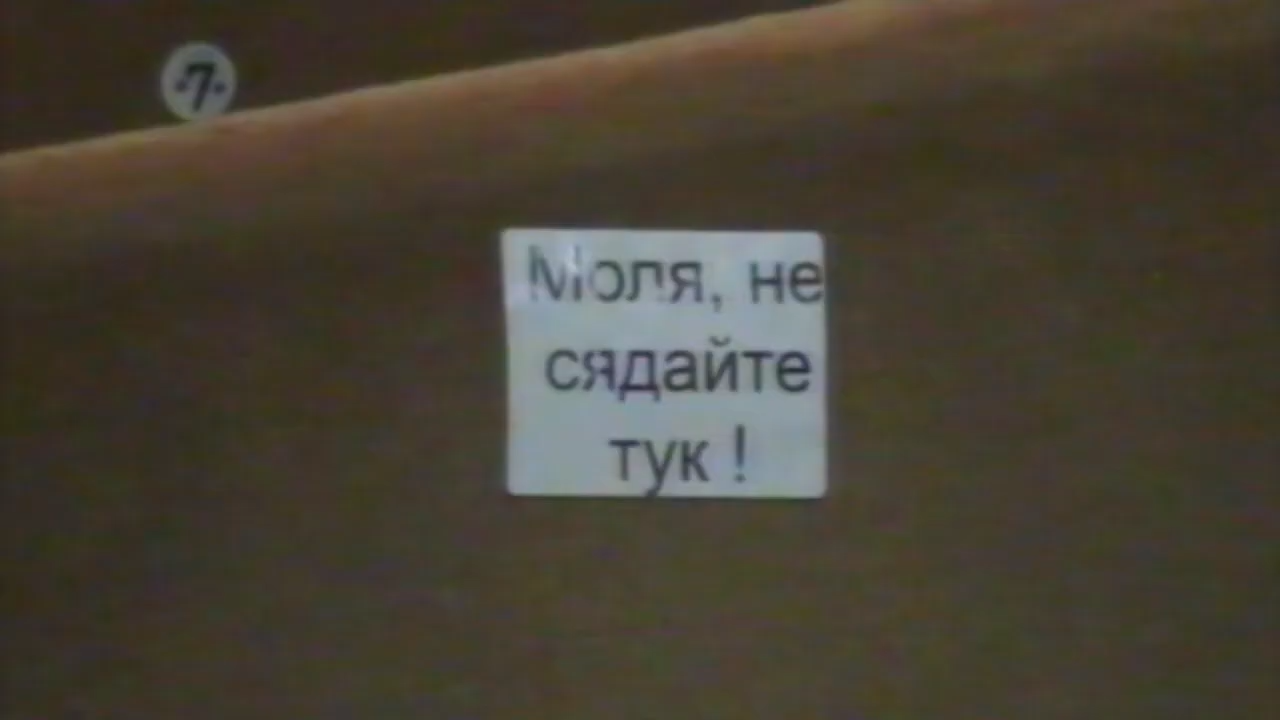 ·7·
Моля, не
сядайте
тук !